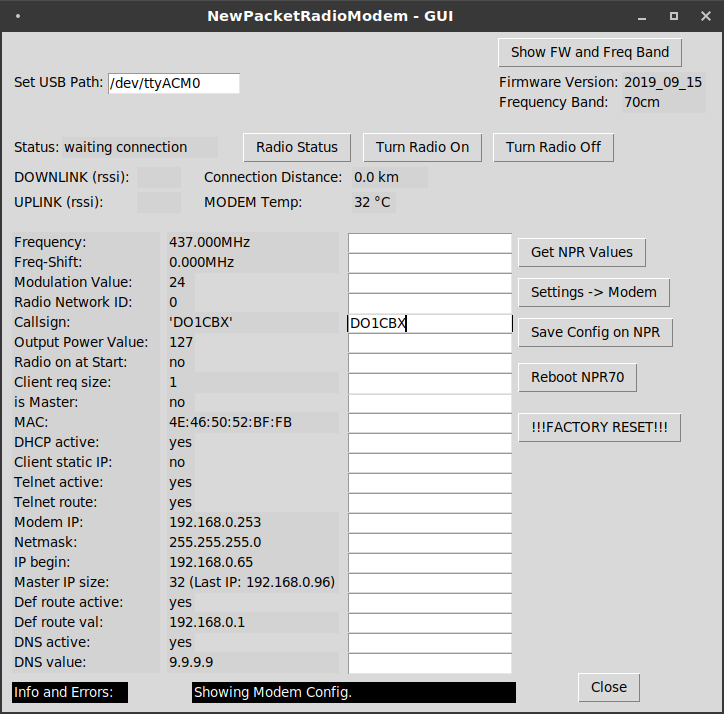 NewPacketRadioModem - GUI
Show FW and Freq Band
Set USB Path: /dev/ttyACM0
Firmware Version: 2019_09_15
Frequency Band: 70cm
Status: waiting connection Radio Status Turn Radio On Turn Radio Off
DOWNLINK (rssi): Connection Distance: 0.0 km
UPLINK (rssi): MODEM Temp: 32 °C
Frequency: 437.000MHz
Get NPR Values
Freq-Shift: 0.000MHz
Modulation Value: 24
Settings -> Modem
Radio Network ID: 0
Callsign: 'DO1CBX' DO1CBX
Save Config on NPR
Output Power Value: 127
Radio on at Start: no
Reboot NPR70
Client req size: 1
is Master: no
MAC: 4E:46:50:52:BF:FB
!!!FACTORY RESET!!!
DHCP active: yes
Client static IP: no
Telnet active: yes
Telnet route: yes
Modem IP: 192.168.0.253
Netmask: 255.255.255.0
IP begin: 192.168.0.65
Master IP size: 32 (Last IP: 192.168.0.96)
Def route active: yes
Def route val: 192.168.0.1
DNS active: yes
DNS value: 9.9.9.9
Info and Errors: Showing Modem Config.
Close